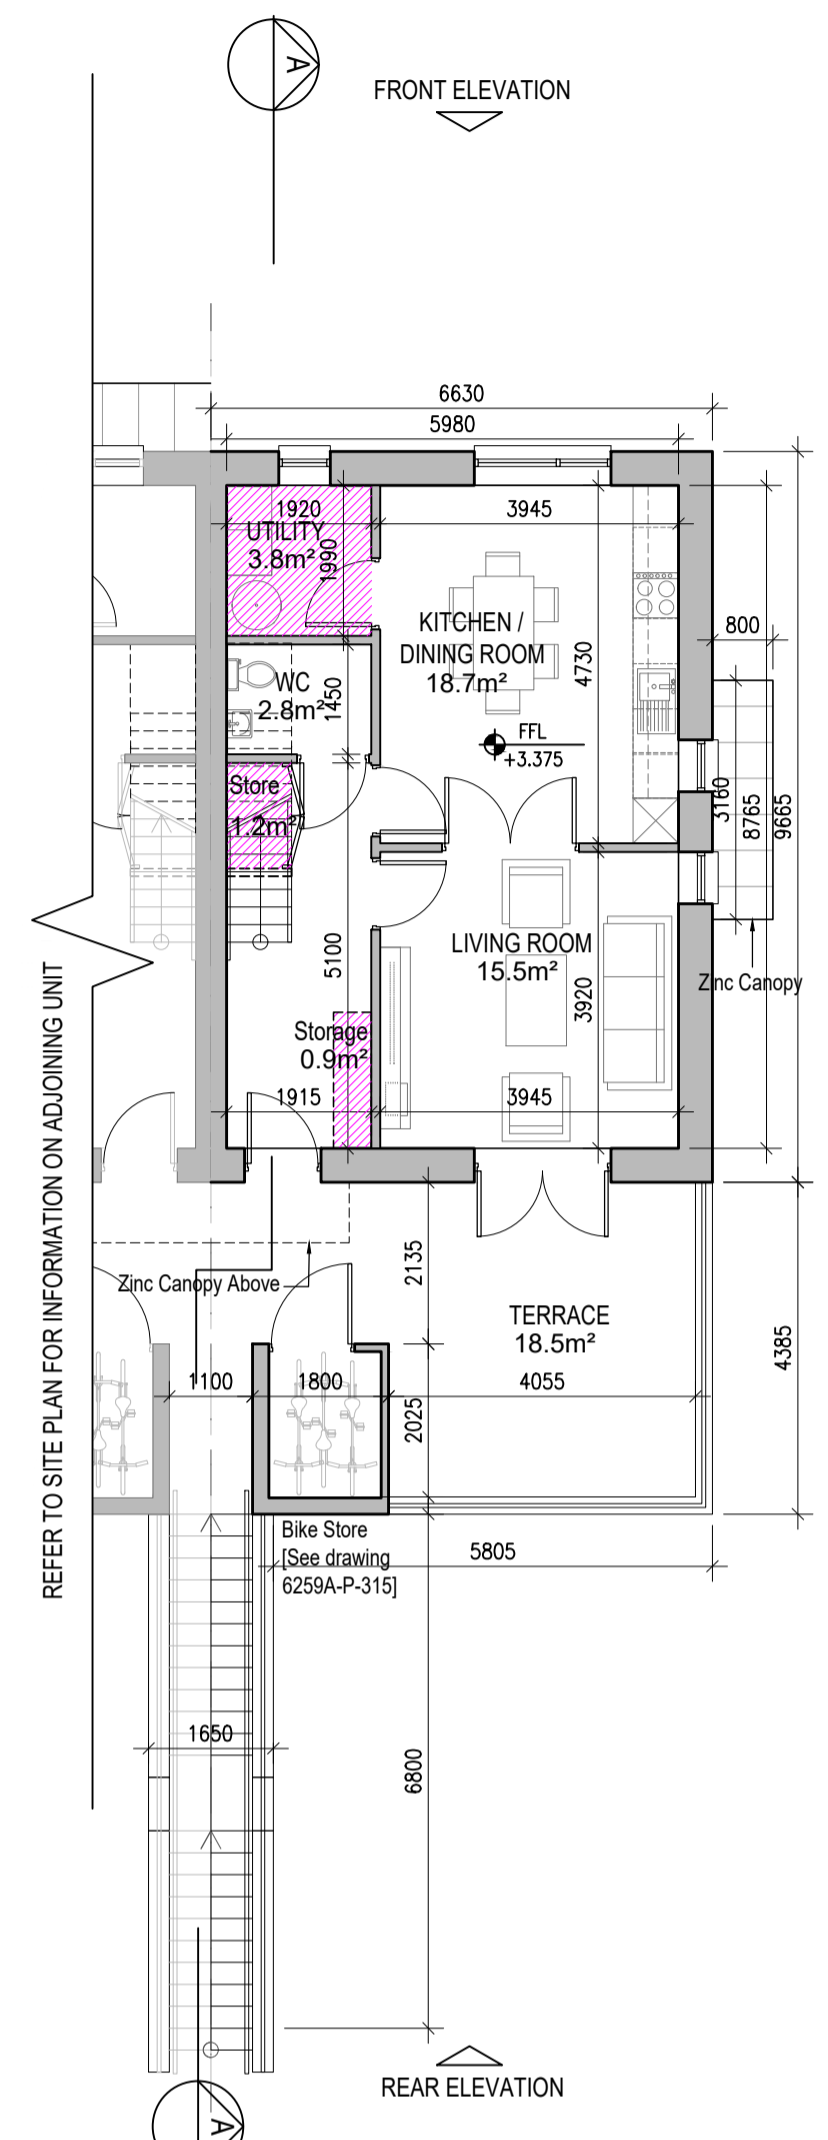 A
FRONT ELEVATION
6630
5980
1920
3945
UTILITY
3.8m²
1990
KITCHEN /
DINING ROOM
18.7m²
4730
800
WC
2.8m²
1450
FFL
+3.375
Store
1.2m²
3160
8765
9665
LIVING ROOM
15.5m²
5100
3920
Zinc Canopy
Storage
0.9m²
1915
3945
REFER TO SITE PLAN FOR INFORMATION ON ADJOINING UNIT
2135
Zinc Canopy Above
TERRACE
18.5m²
4385
1100
1800
4055
2025
Bike Store
[See drawing
6259A-P-315]
5805
1650
6800
REAR ELEVATION
A